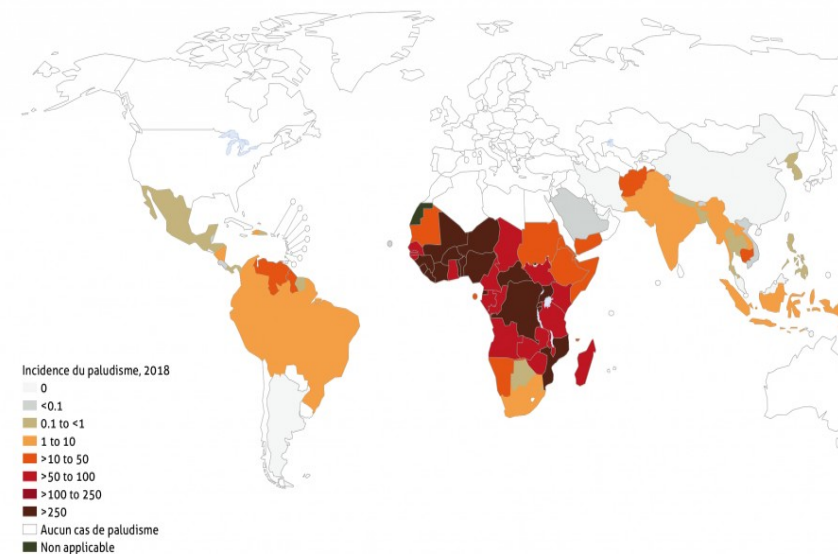 Incidence du paludisme, 2018
0
<0.1
0.1 to <1
1 to 10
>10 to 50
>50 to 100
>100 to 250
>250
Aucun cas de paludisme
Non applicable